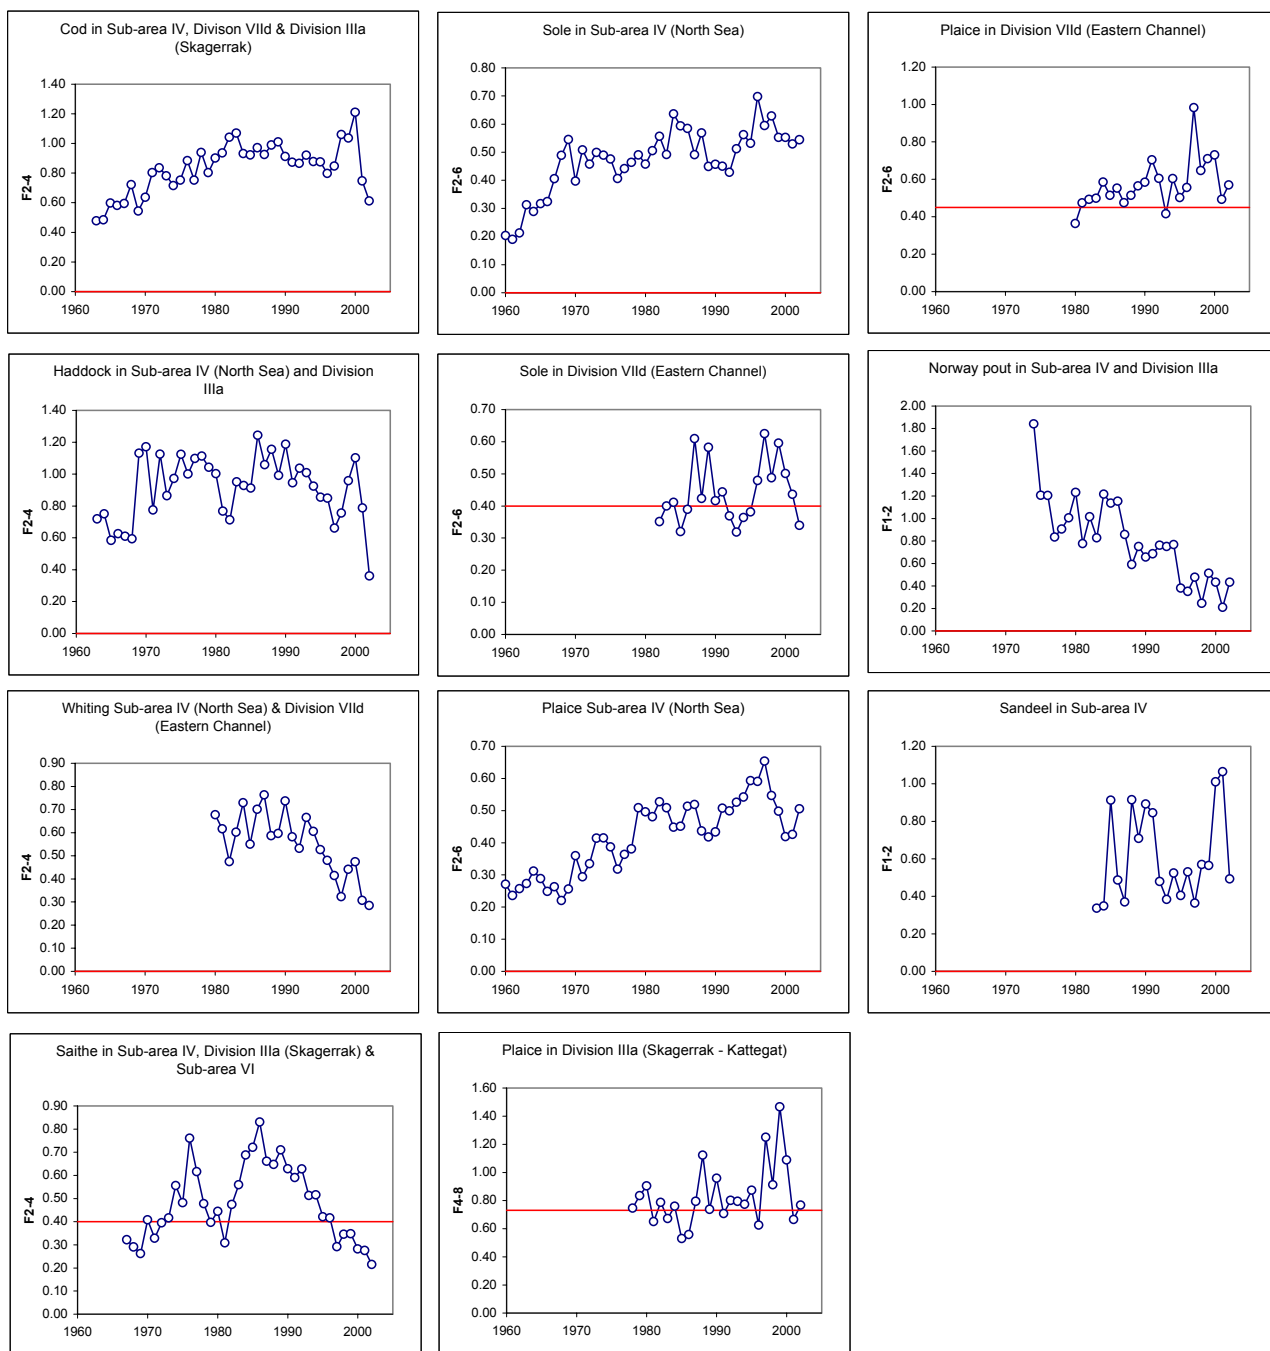 Cod in Sub-area IV, Divison VIId & Division IIIa
(Skagerrak)
F2-4
1.40
1.20
1.00
0.80
0.60
0.40
0.20
0.00
1960 1970 1980 1990 2000
Sole in Sub-area IV (North Sea)
F2-6
0.80
0.70
0.60
0.50
0.40
0.30
0.20
0.10
0.00
1960 1970 1980 1990 2000
Plaice in Division VIId (Eastern Channel)
F2-6
1.20
1.00
0.80
0.60
0.40
0.20
0.00
1960 1970 1980 1990 2000
Haddock in Sub-area IV (North Sea) and Division
IIIa
F2-4
1.40
1.20
1.00
0.80
0.60
0.40
0.20
0.00
1960 1970 1980 1990 2000
Sole in Division VIId (Eastern Channel)
F2-6
0.70
0.60
0.50
0.40
0.30
0.20
0.10
0.00
1960 1970 1980 1990 2000
Norway pout in Sub-area IV and Division IIIa
F1-2
2.00
1.80
1.60
1.40
1.20
1.00
0.80
0.60
0.40
0.20
0.00
1960 1970 1980 1990 2000
Whiting Sub-area IV (North Sea) & Division VIId
(Eastern Channel)
F2-4
0.90
0.80
0.70
0.60
0.50
0.40
0.30
0.20
0.10
0.00
1960 1970 1980 1990 2000
Plaice Sub-area IV (North Sea)
F2-6
0.70
0.60
0.50
0.40
0.30
0.20
0.10
0.00
1960 1970 1980 1990 2000
Sandeel in Sub-area IV
F1-2
1.20
1.00
0.80
0.60
0.40
0.20
0.00
1960 1970 1980 1990 2000
Saithe in Sub-area IV, Division IIIa (Skagerrak) &
Sub-area VI
F2-4
0.90
0.80
0.70
0.60
0.50
0.40
0.30
0.20
0.10
0.00
1960 1970 1980 1990 2000
Plaice in Division IIIa (Skagerrak - Kattegat)
F4-8
1.60
1.40
1.20
1.00
0.80
0.60
0.40
0.20
0.00
1960 1970 1980 1990 2000